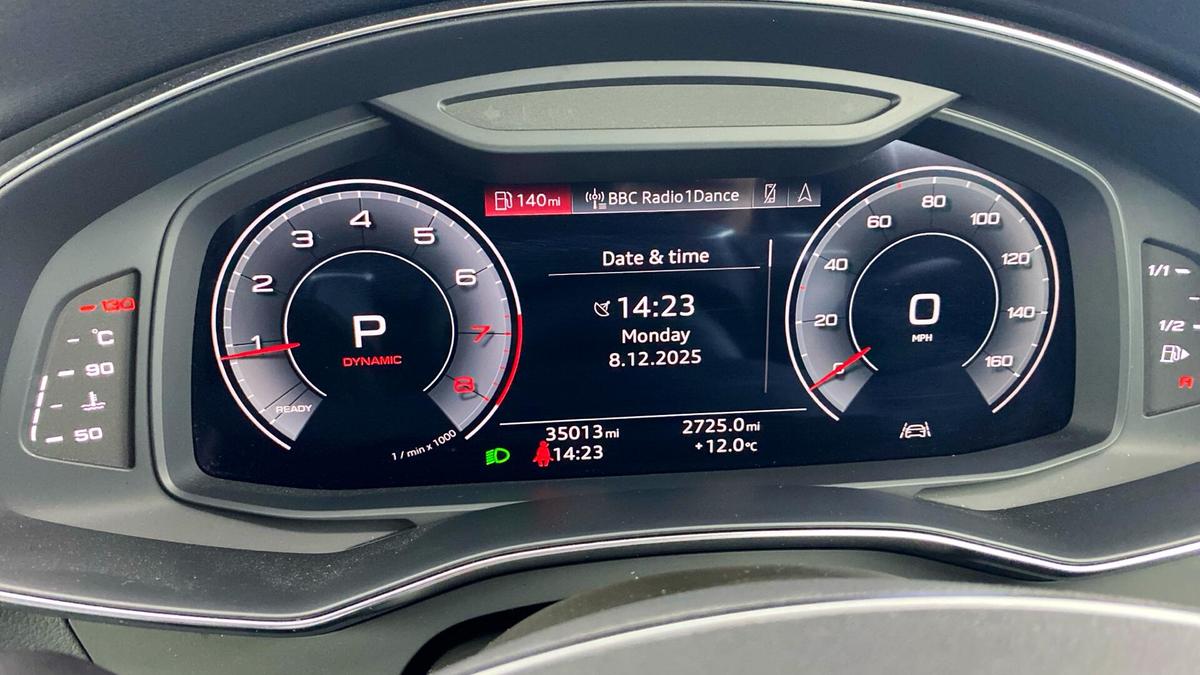 140mi BBC Radio1Dance
Date & time
14:23
Monday
8.12.2025
35013mi 2725.0mi
14:23 +12.0°C
1
2
3
4
5
6
7
8
READY
1 / min x 1000
P
DYNAMIC
0
20
40
60
80
100
120
140
160
0
MPH
130
°C
90
50
1/1
1/2